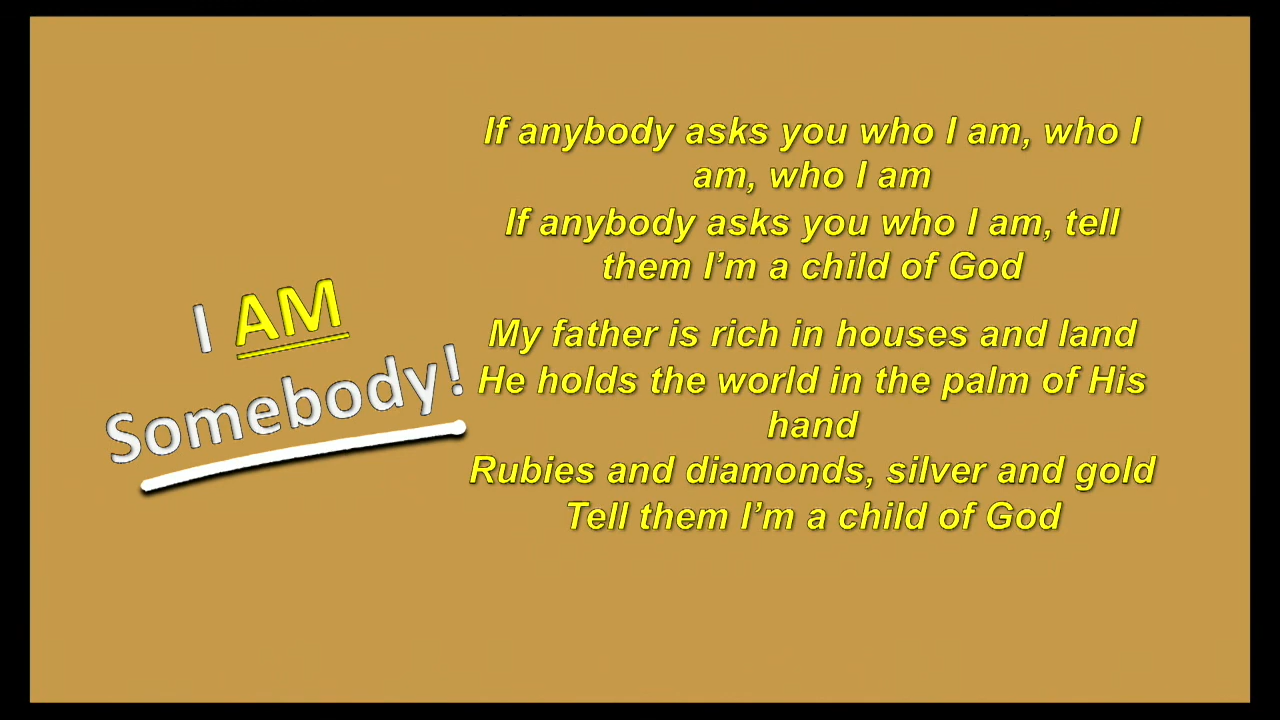 I AM
Somebody!
If anybody asks you who I am, who I
am, who I am
If anybody asks you who I am, tell
them I’m a child of God
My father is rich in houses and land
He holds the world in the palm of His
hand
Rubies and diamonds, silver and gold
Tell them I’m a child of God